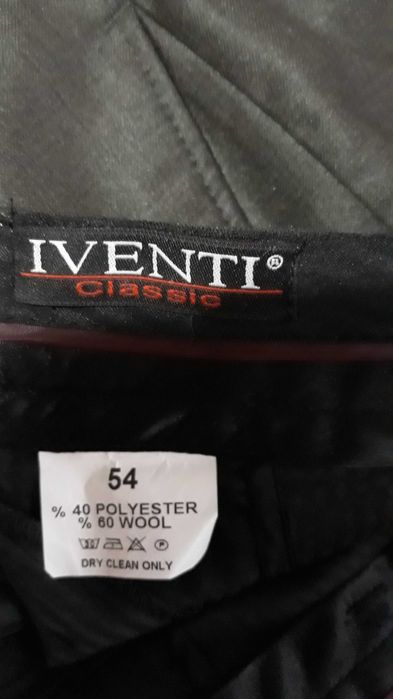 IVENTI®
Classic
54
% 40 POLYESTER
% 60 WOOL
DRY CLEAN ONLY